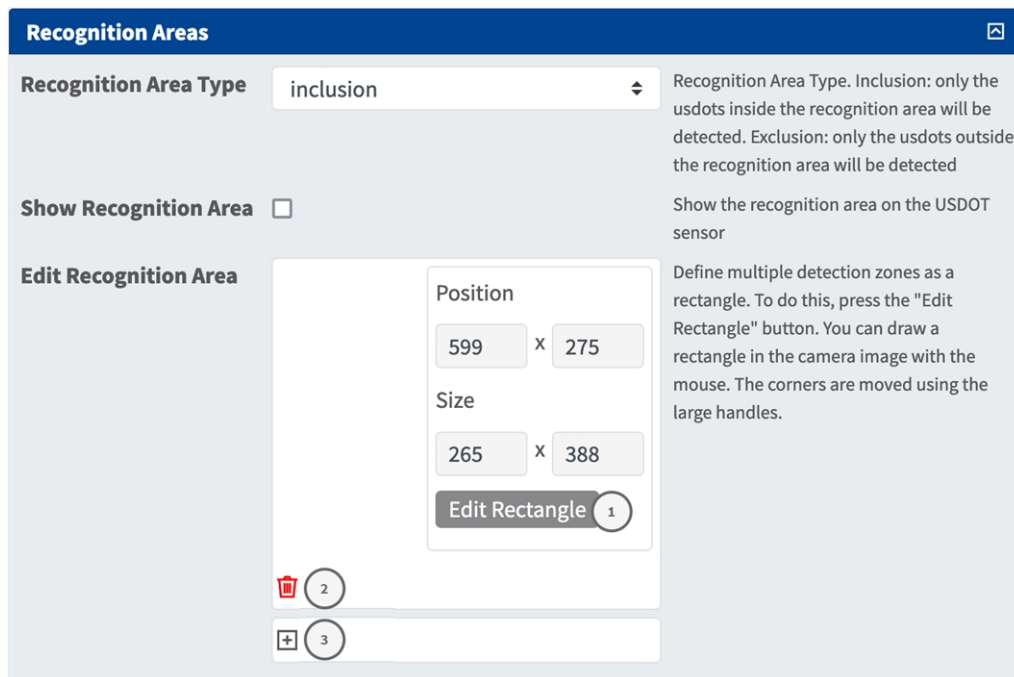 Recognition Areas
Recognition Area Type
inclusion
Recognition Area Type. Inclusion: only the
usdots inside the recognition area will be
detected. Exclusion: only the usdots outside
the recognition area will be detected
Show Recognition Area
Show the recognition area on the USDOT
sensor
Edit Recognition Area
Position
599 x 275
Size
265 x 388
Edit Rectangle 1
2
3
Define multiple detection zones as a
rectangle. To do this, press the "Edit
Rectangle" button. You can draw a
rectangle in the camera image with the
mouse. The corners are moved using the
large handles.